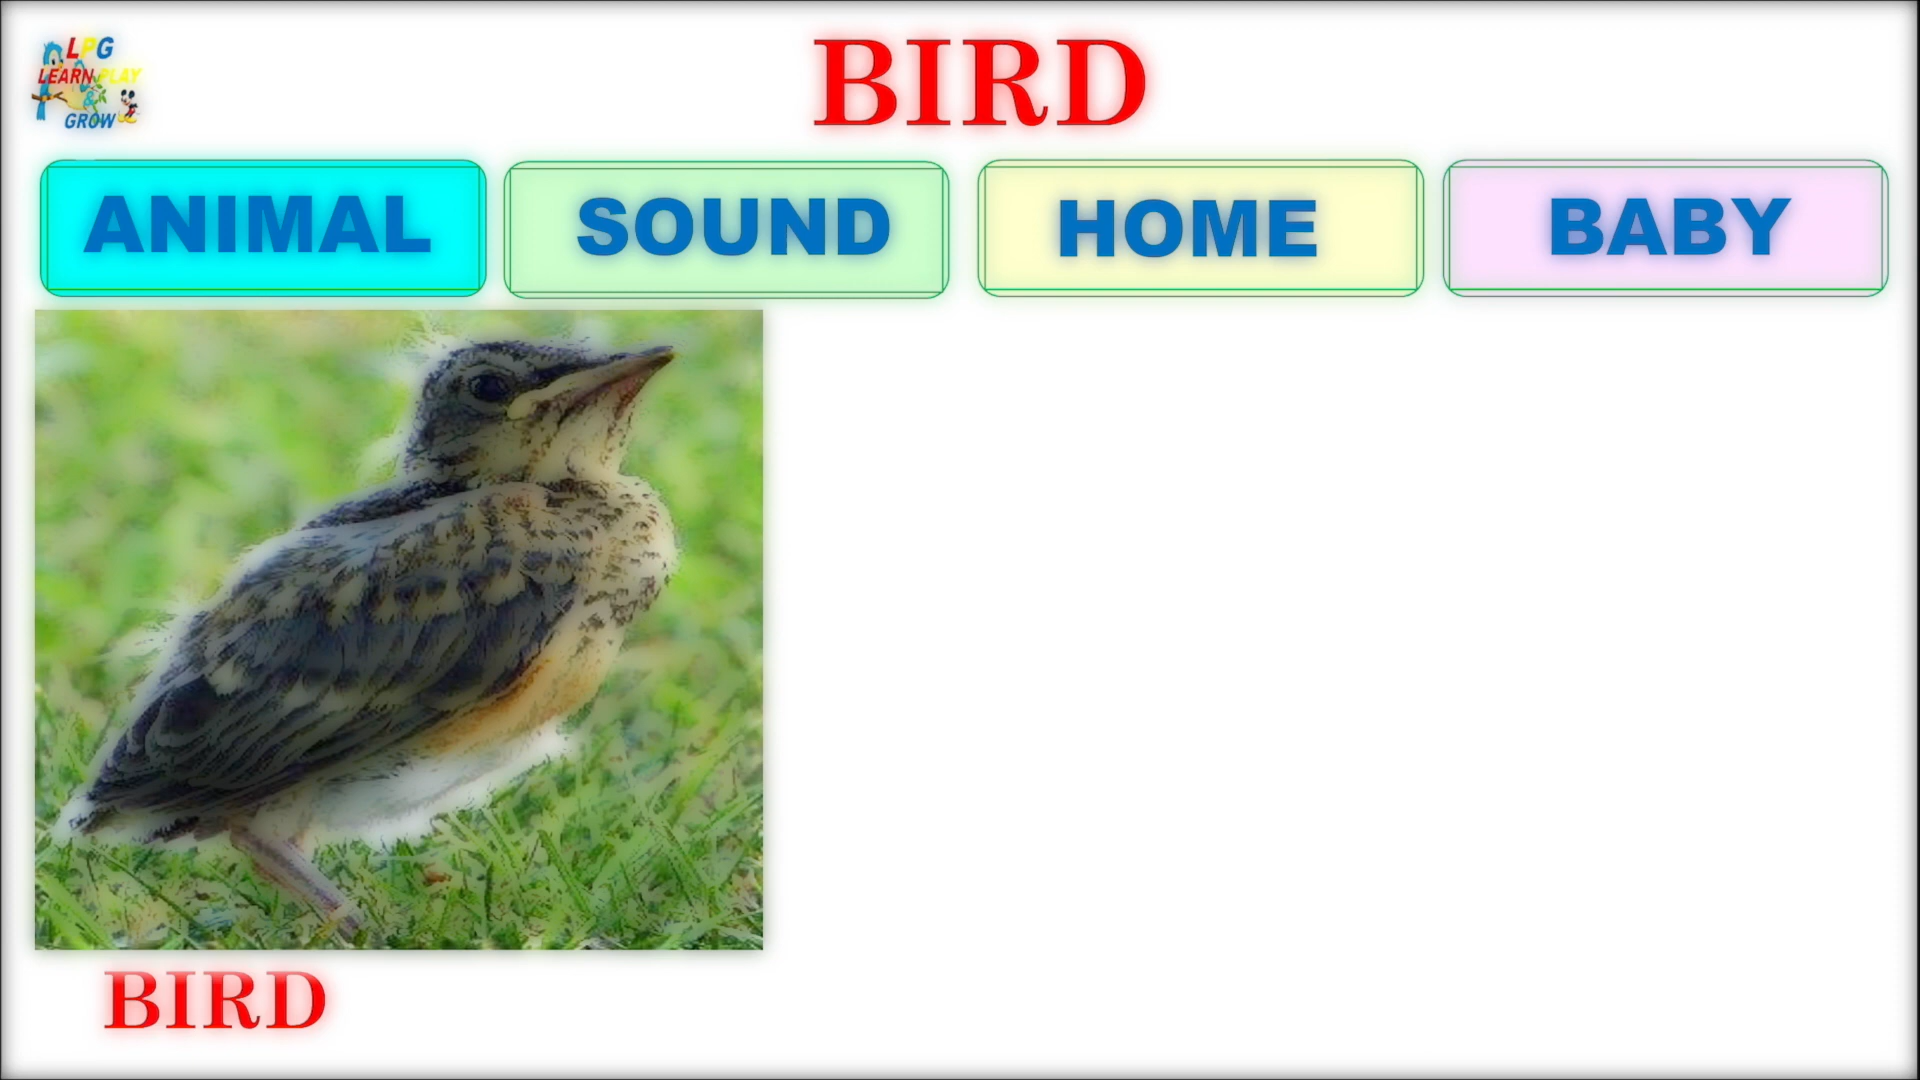 LPG
LEARN PLAY
&
GROW
BIRD
ANIMAL
SOUND
HOME
BABY
BIRD